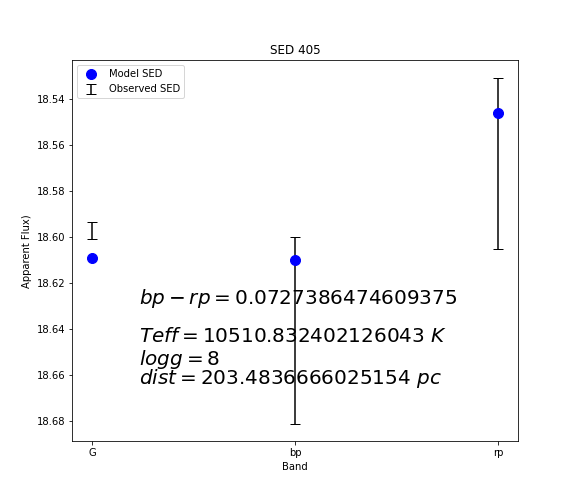 SED 405
Model SED
Observed SED
18.54
18.56
18.58
18.60
18.62
18.64
18.66
18.68
Apparent Flux)
bp − rp = 0.0727386474609375
Teff = 10510.832402126043 K
logg = 8
dist = 203.4836666025154 pc
G
bp
rp
Band